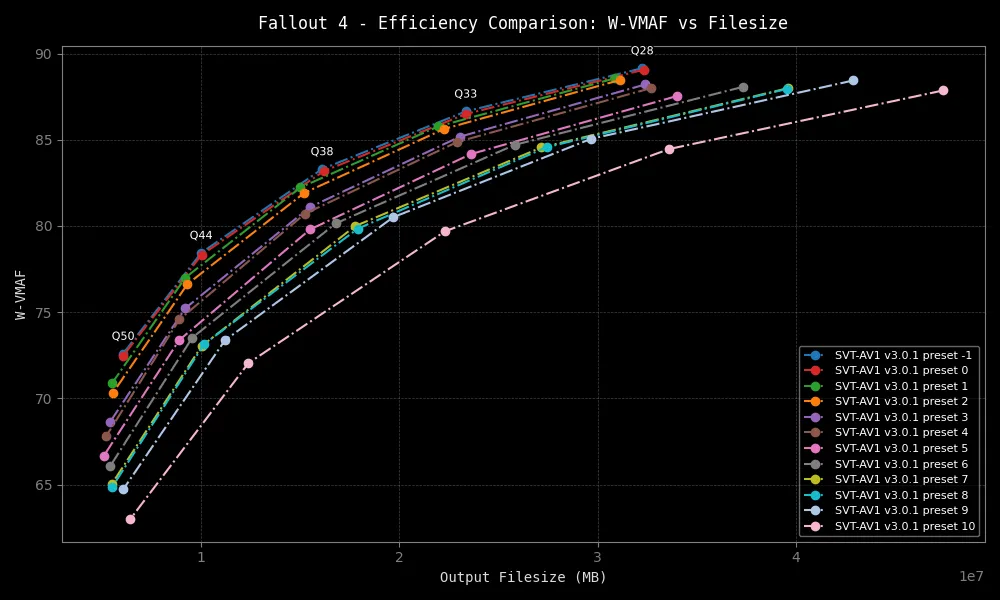 Fallout 4 - Efficiency Comparison: W-VMAF vs Filesize
90
85
80
75
70
65
W-VMAF
Q28
Q33
Q38
Q44
Q50
SVT-AV1 v3.0.1 preset -1
SVT-AV1 v3.0.1 preset 0
SVT-AV1 v3.0.1 preset 1
SVT-AV1 v3.0.1 preset 2
SVT-AV1 v3.0.1 preset 3
SVT-AV1 v3.0.1 preset 4
SVT-AV1 v3.0.1 preset 5
SVT-AV1 v3.0.1 preset 6
SVT-AV1 v3.0.1 preset 7
SVT-AV1 v3.0.1 preset 8
SVT-AV1 v3.0.1 preset 9
SVT-AV1 v3.0.1 preset 10
1 2 3 4
1e7
Output Filesize (MB)